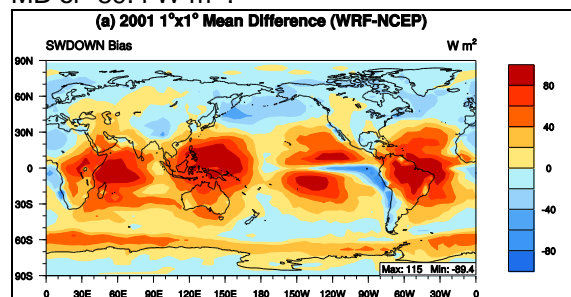 (a) 2001 1°x1° Mean Difference (WRF-NCEP)
SWDOWN Bias W m²
90N
60N
30N
0
30S
60S
90S
0 30E 60E 90E 120E 150E 180 150W 120W 90W 60W 30W 0
80
40
0
-40
-80
Max: 115 Min: -89.4